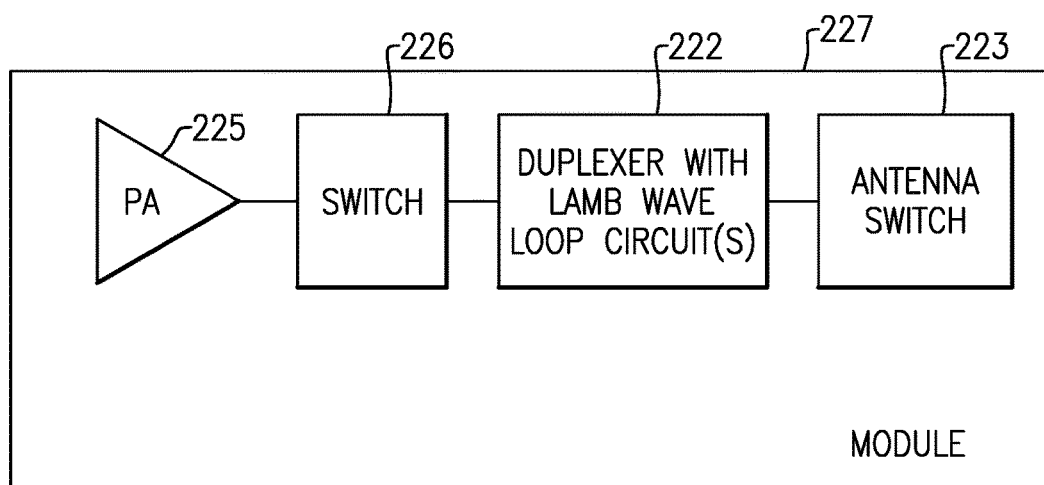 226
222
227
223
225
PA
SWITCH
DUPLEXER WITH
LAMB WAVE
LOOP CIRCUIT(S)
ANTENNA
SWITCH
MODULE